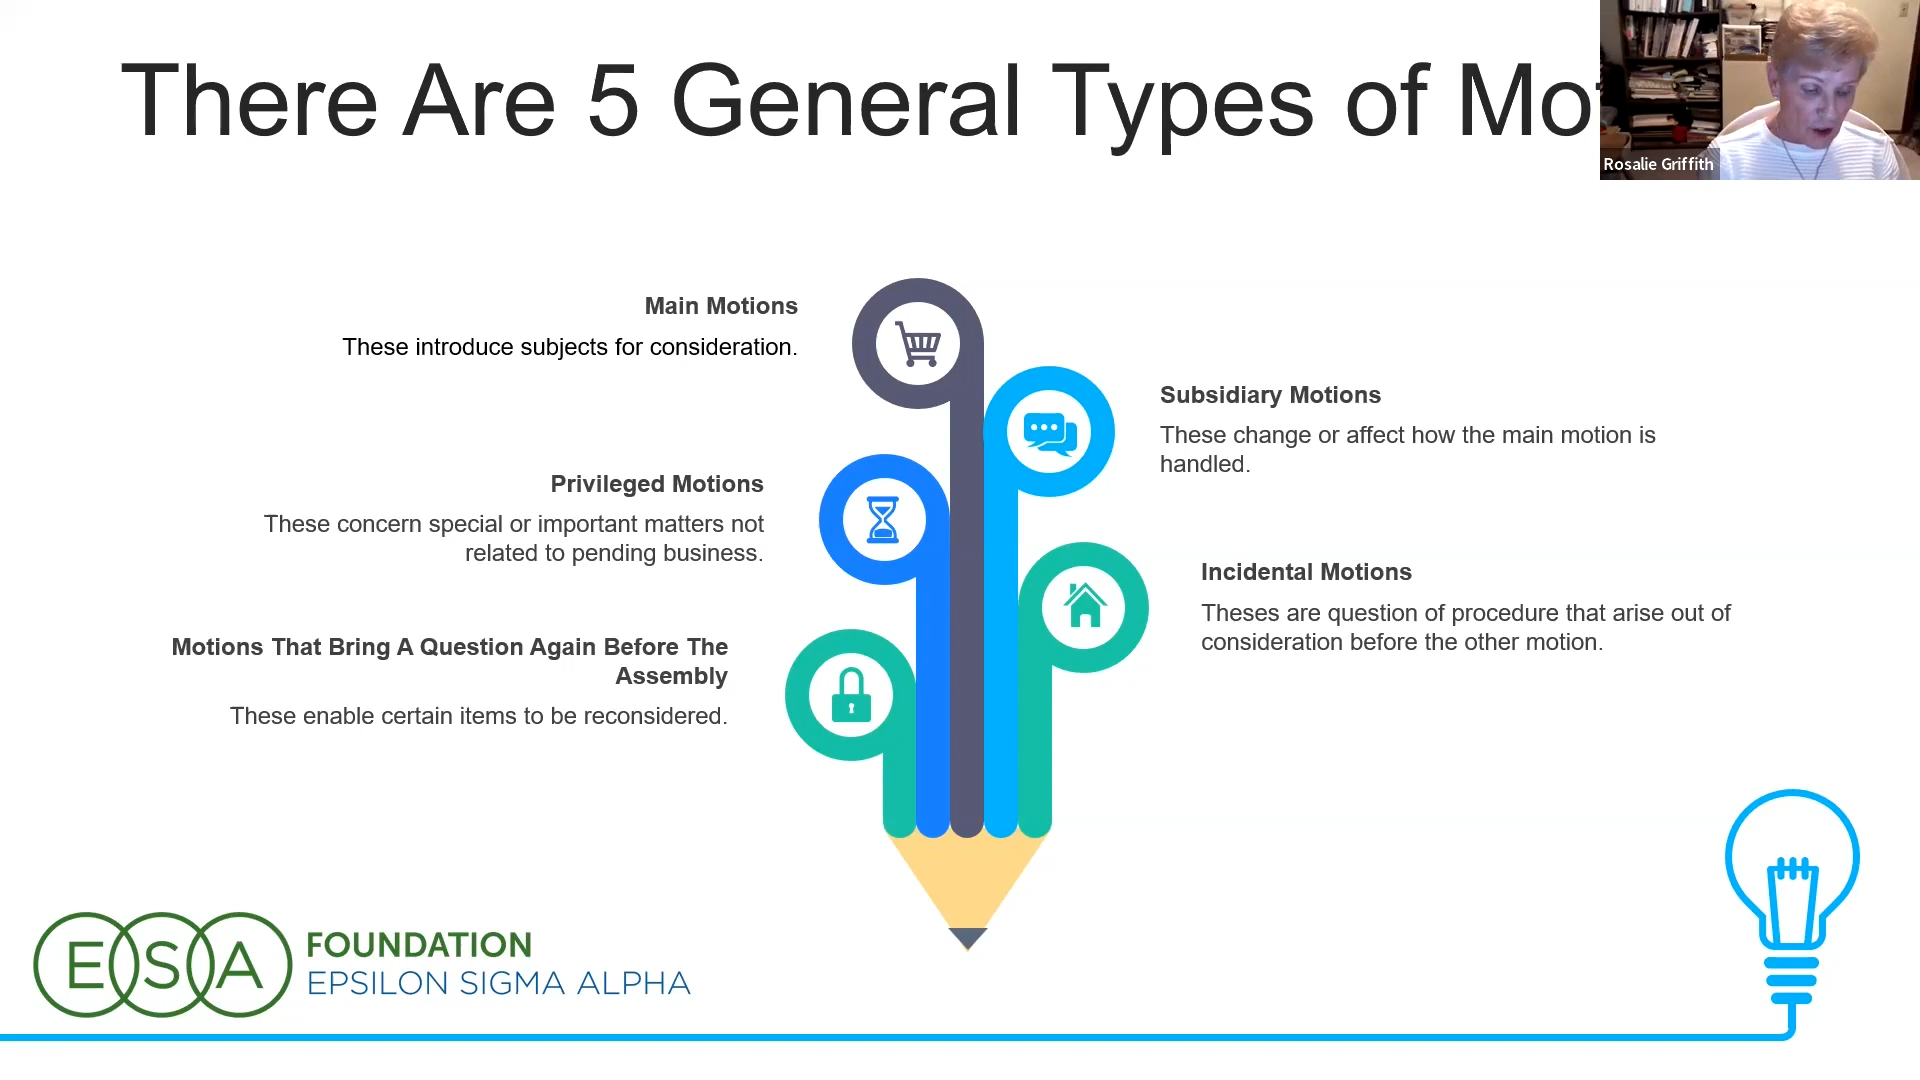 There Are 5 General Types of Mo
Rosalie Griffith
Main Motions
These introduce subjects for consideration.
Subsidiary Motions
These change or affect how the main motion is
handled.
Privileged Motions
These concern special or important matters not
related to pending business.
Incidental Motions
Theses are question of procedure that arise out of
consideration before the other motion.
Motions That Bring A Question Again Before The
Assembly
These enable certain items to be reconsidered.
ESA
FOUNDATION
EPSILON SIGMA ALPHA